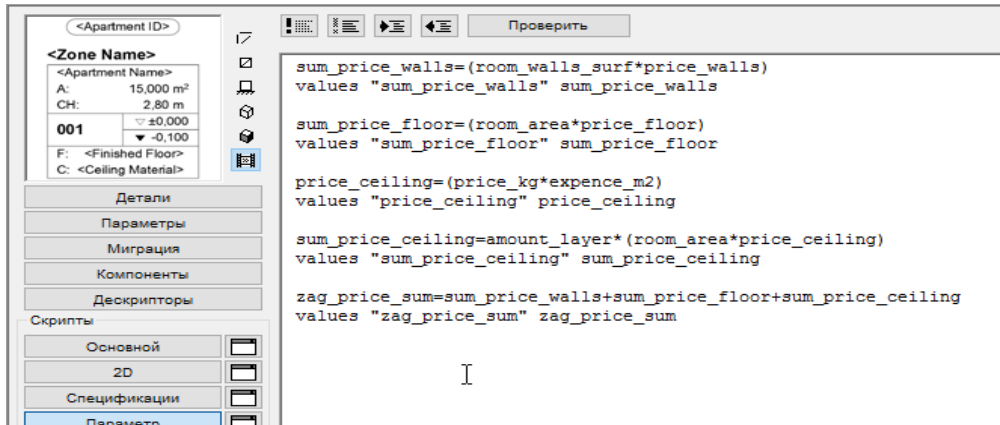 <Apartment ID>
<Zone Name>
<Apartment Name>
A: 15,000 m²
CH: 2,80 m
001
▽ ±0,000
▼ -0,100
F: <Finished Floor>
C: <Ceiling Material>
Детали
Параметры
Миграция
Компоненты
Дескрипторы
Скрипты
Основной
2D
Спецификации
Параметр
Проверить
sum_price_walls=(room_walls_surf*price_walls)
values "sum_price_walls" sum_price_walls
sum_price_floor=(room_area*price_floor)
values "sum_price_floor" sum_price_floor
price_ceiling=(price_kg*expence_m2)
values "price_ceiling" price_ceiling
sum_price_ceiling=amount_layer*(room_area*price_ceiling)
values "sum_price_ceiling" sum_price_ceiling
zag_price_sum=sum_price_walls+sum_price_floor+sum_price_ceiling
values "zag_price_sum" zag_price_sum